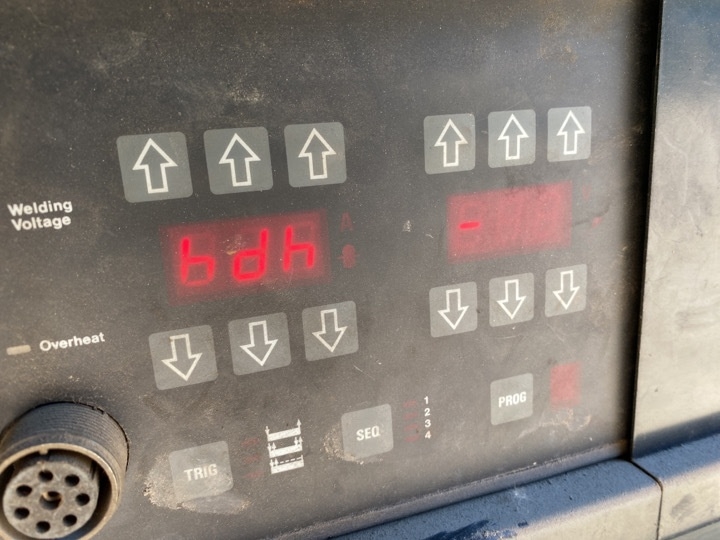 Welding
Voltage
bdh
-
Overheat
TRIG
SEQ
1
2
3
4
PROG